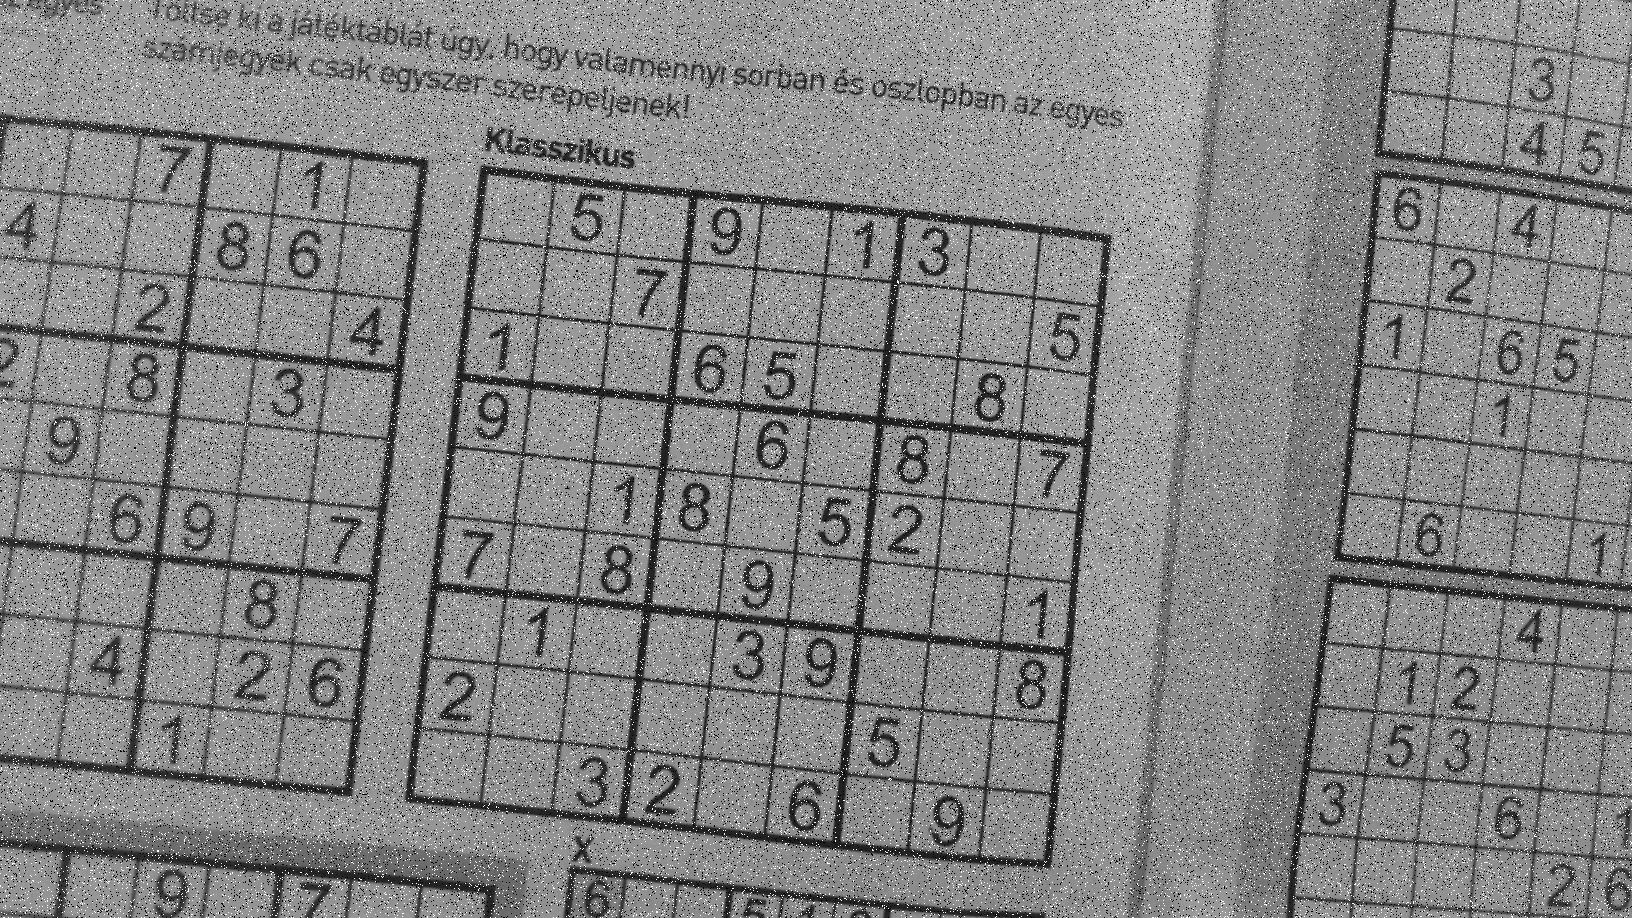 egyes
Töltse ki a játéktáblát úgy, hogy valamennyi sorban és oszlopban az egyes
számjegyek csak egyszer szerepeljenek!
7 1
4 8 6
2 4
2 8 3
9
6 9 7
8
4 2 6
1
Klasszikus
5 9 1 3
7 5
1 6 5 8
9 6 8 7
1 8 5 2
7 8 9 1
1 3 9 8
2 5
3 2 6 9
3
4 5
6 4
2
1 6 5
1
6 1
4
1 2
5 3
3 6 1
2 6
9 7
X
6